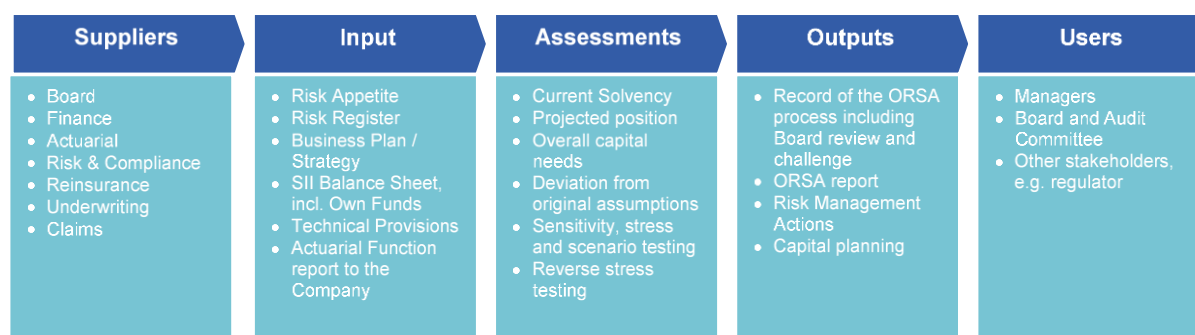 Suppliers
Input
Assessments
Outputs
Users
• Board
• Finance
• Actuarial
• Risk & Compliance
• Reinsurance
• Underwriting
• Claims
• Risk Appetite
• Risk Register
• Business Plan /
Strategy
• SII Balance Sheet,
incl. Own Funds
• Technical Provisions
• Actuarial Function
report to the
Company
• Current Solvency
• Projected position
• Overall capital
needs
• Deviation from
original assumptions
• Sensitivity, stress
and scenario testing
• Reverse stress
testing
• Record of the ORSA
process including
Board review and
challenge
• ORSA report
• Risk Management
Actions
• Capital planning
• Managers
• Board and Audit
Committee
• Other stakeholders,
e.g. regulator